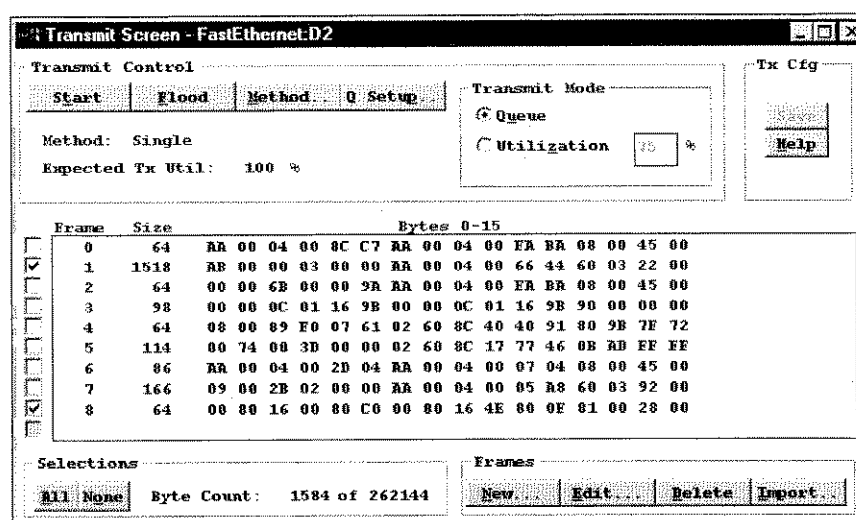 Transmit Screen - FastEthernet:D2
Transmit Control
Start Flood Method.. Q Setup..
Method: Single
Expected Tx Util: 100 %
Transmit Mode
Queue
Utilization 35 %
Tx Cfg
Save
Help
Frame Size Bytes 0-15
0 64 AA 00 04 00 8C C7 AA 00 04 00 FA BA 08 00 45 00
1 1518 AB 00 00 03 00 00 AA 00 04 00 66 44 60 03 22 00
2 64 00 00 6B 00 00 9A AA 00 04 00 FA BA 08 00 45 00
3 98 00 00 0C 01 16 9B 00 00 0C 01 16 9B 90 00 00 00
4 64 08 00 89 F0 07 61 02 60 8C 40 40 91 80 9B 7F 72
5 114 00 74 00 3D 00 00 02 60 8C 17 77 46 0B AD FF FF
6 86 AA 00 04 00 2D 04 AA 00 04 00 07 04 08 00 45 00
7 166 09 00 2B 02 00 00 AA 00 04 00 05 A8 60 03 92 00
8 64 00 80 16 00 80 C0 00 80 16 4E 80 0F 81 00 28 00
Selections
All None Byte Count: 1584 of 262144
Frames
New... Edit... Delete Import..